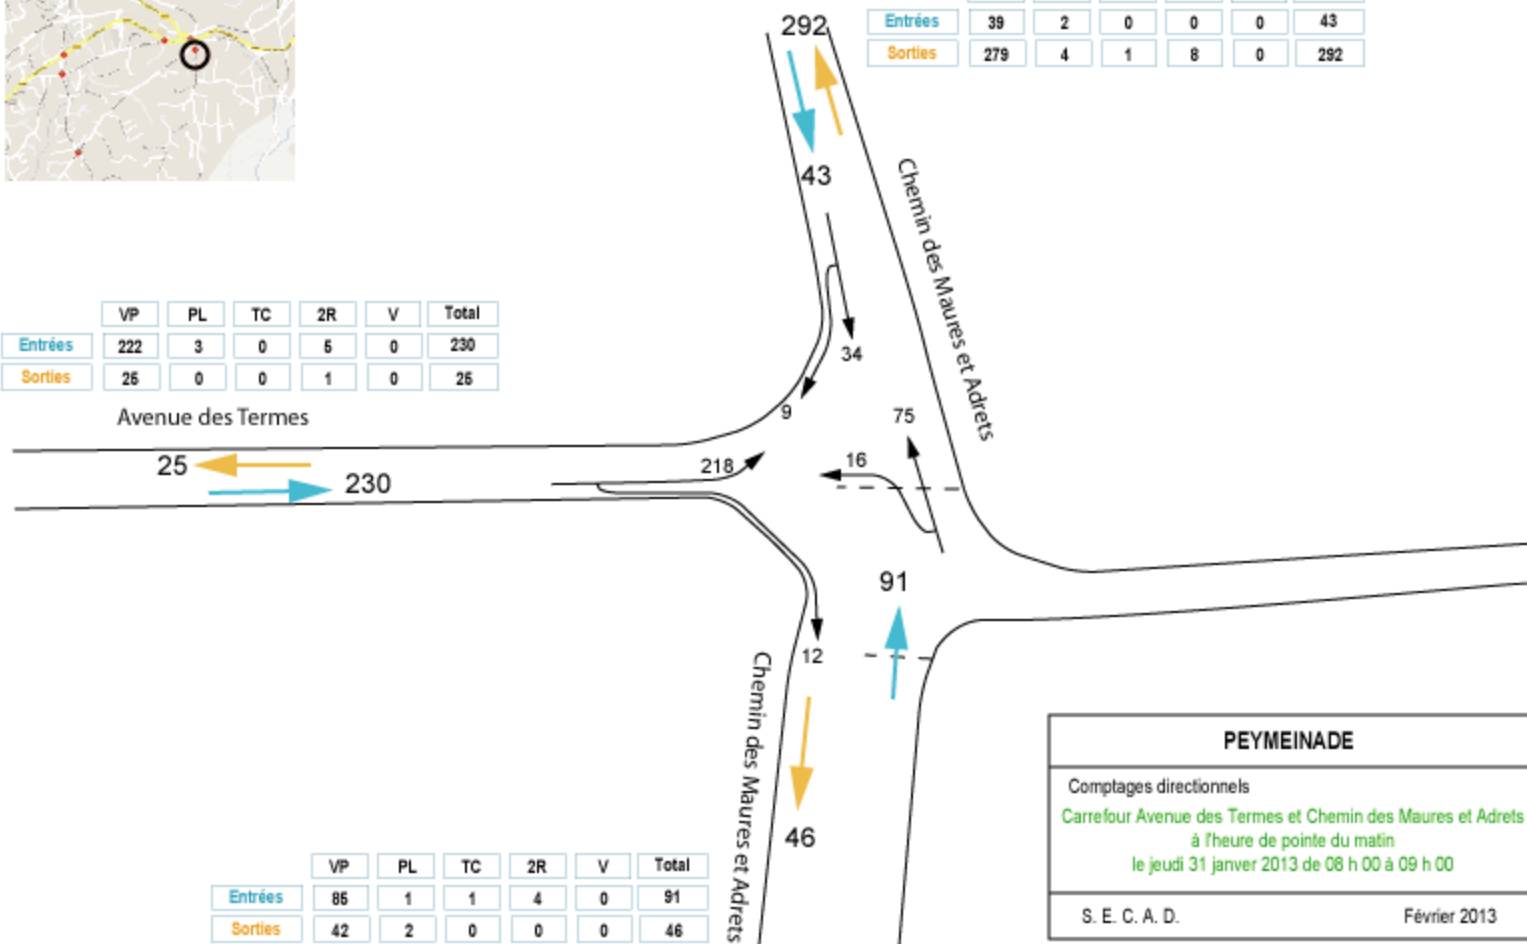 292
Entrées 39 2 0 0 0 43
Sorties 279 4 1 8 0 292
43
Chemin des Maures et Adrets
VP PL TC 2R V Total
Entrées 222 3 0 5 0 230
Sorties 25 0 0 1 0 25
34
9
Avenue des Termes
75
25
218
16
230
91
12
Chemin des Maures et Adrets
46
PEYMEINADE
Comptages directionnels
Carrefour Avenue des Termes et Chemin des Maures et Adrets
à l'heure de pointe du matin
le jeudi 31 janver 2013 de 08 h 00 à 09 h 00
S. E. C. A. D. Février 2013
VP PL TC 2R V Total
Entrées 85 1 1 4 0 91
Sorties 42 2 0 0 0 46